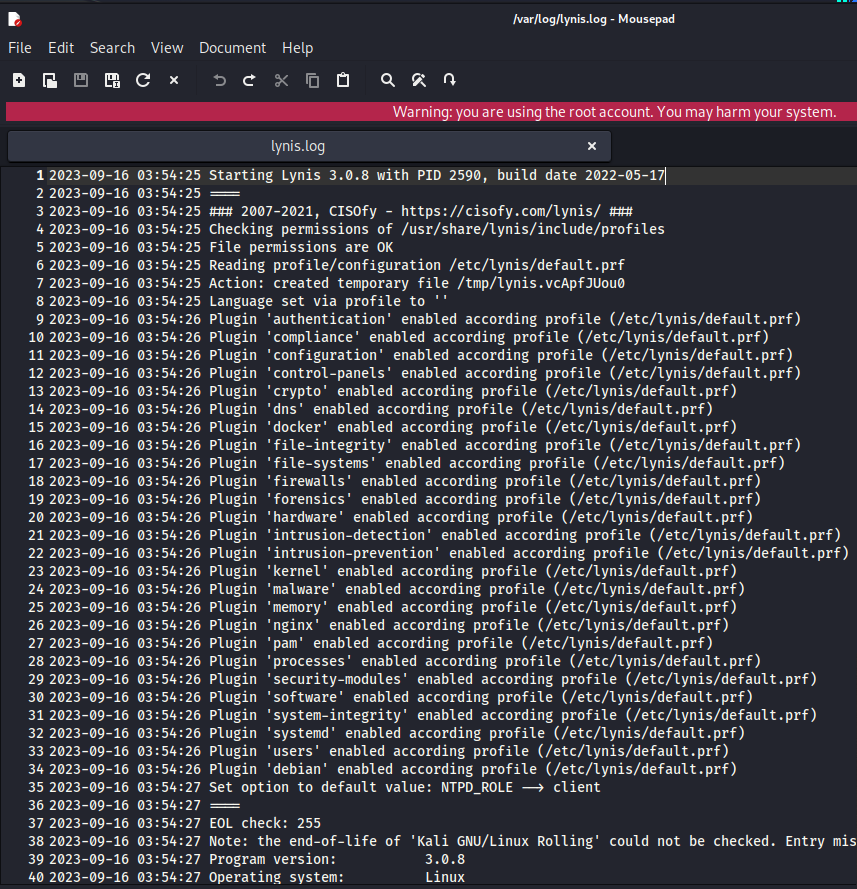 /var/log/lynis.log - Mousepad
File Edit Search View Document Help
Warning: you are using the root account. You may harm your system.
lynis.log
1 2023-09-16 03:54:25 Starting Lynis 3.0.8 with PID 2590, build date 2022-05-17
2 2023-09-16 03:54:25 ====
3 2023-09-16 03:54:25 ### 2007-2021, CISOfy - https://cisofy.com/lynis/ ###
4 2023-09-16 03:54:25 Checking permissions of /usr/share/lynis/include/profiles
5 2023-09-16 03:54:25 File permissions are OK
6 2023-09-16 03:54:25 Reading profile/configuration /etc/lynis/default.prf
7 2023-09-16 03:54:25 Action: created temporary file /tmp/lynis.vcApfJUou0
8 2023-09-16 03:54:25 Language set via profile to ''
9 2023-09-16 03:54:26 Plugin 'authentication' enabled according profile (/etc/lynis/default.prf)
10 2023-09-16 03:54:26 Plugin 'compliance' enabled according profile (/etc/lynis/default.prf)
11 2023-09-16 03:54:26 Plugin 'configuration' enabled according profile (/etc/lynis/default.prf)
12 2023-09-16 03:54:26 Plugin 'control-panels' enabled according profile (/etc/lynis/default.prf)
13 2023-09-16 03:54:26 Plugin 'crypto' enabled according profile (/etc/lynis/default.prf)
14 2023-09-16 03:54:26 Plugin 'dns' enabled according profile (/etc/lynis/default.prf)
15 2023-09-16 03:54:26 Plugin 'docker' enabled according profile (/etc/lynis/default.prf)
16 2023-09-16 03:54:26 Plugin 'file-integrity' enabled according profile (/etc/lynis/default.prf)
17 2023-09-16 03:54:26 Plugin 'file-systems' enabled according profile (/etc/lynis/default.prf)
18 2023-09-16 03:54:26 Plugin 'firewalls' enabled according profile (/etc/lynis/default.prf)
19 2023-09-16 03:54:26 Plugin 'forensics' enabled according profile (/etc/lynis/default.prf)
20 2023-09-16 03:54:26 Plugin 'hardware' enabled according profile (/etc/lynis/default.prf)
21 2023-09-16 03:54:26 Plugin 'intrusion-detection' enabled according profile (/etc/lynis/default.prf)
22 2023-09-16 03:54:26 Plugin 'intrusion-prevention' enabled according profile (/etc/lynis/default.prf)
23 2023-09-16 03:54:26 Plugin 'kernel' enabled according profile (/etc/lynis/default.prf)
24 2023-09-16 03:54:26 Plugin 'malware' enabled according profile (/etc/lynis/default.prf)
25 2023-09-16 03:54:26 Plugin 'memory' enabled according profile (/etc/lynis/default.prf)
26 2023-09-16 03:54:26 Plugin 'nginx' enabled according profile (/etc/lynis/default.prf)
27 2023-09-16 03:54:26 Plugin 'pam' enabled according profile (/etc/lynis/default.prf)
28 2023-09-16 03:54:26 Plugin 'processes' enabled according profile (/etc/lynis/default.prf)
29 2023-09-16 03:54:26 Plugin 'security-modules' enabled according profile (/etc/lynis/default.prf)
30 2023-09-16 03:54:26 Plugin 'software' enabled according profile (/etc/lynis/default.prf)
31 2023-09-16 03:54:26 Plugin 'system-integrity' enabled according profile (/etc/lynis/default.prf)
32 2023-09-16 03:54:26 Plugin 'systemd' enabled according profile (/etc/lynis/default.prf)
33 2023-09-16 03:54:26 Plugin 'users' enabled according profile (/etc/lynis/default.prf)
34 2023-09-16 03:54:26 Plugin 'debian' enabled according profile (/etc/lynis/default.prf)
35 2023-09-16 03:54:27 Set option to default value: NTPD_ROLE --> client
36 2023-09-16 03:54:27 ====
37 2023-09-16 03:54:27 EOL check: 255
38 2023-09-16 03:54:27 Note: the end-of-life of 'Kali GNU/Linux Rolling' could not be checked. Entry mis
39 2023-09-16 03:54:27 Program version: 3.0.8
40 2023-09-16 03:54:27 Operating system: Linux